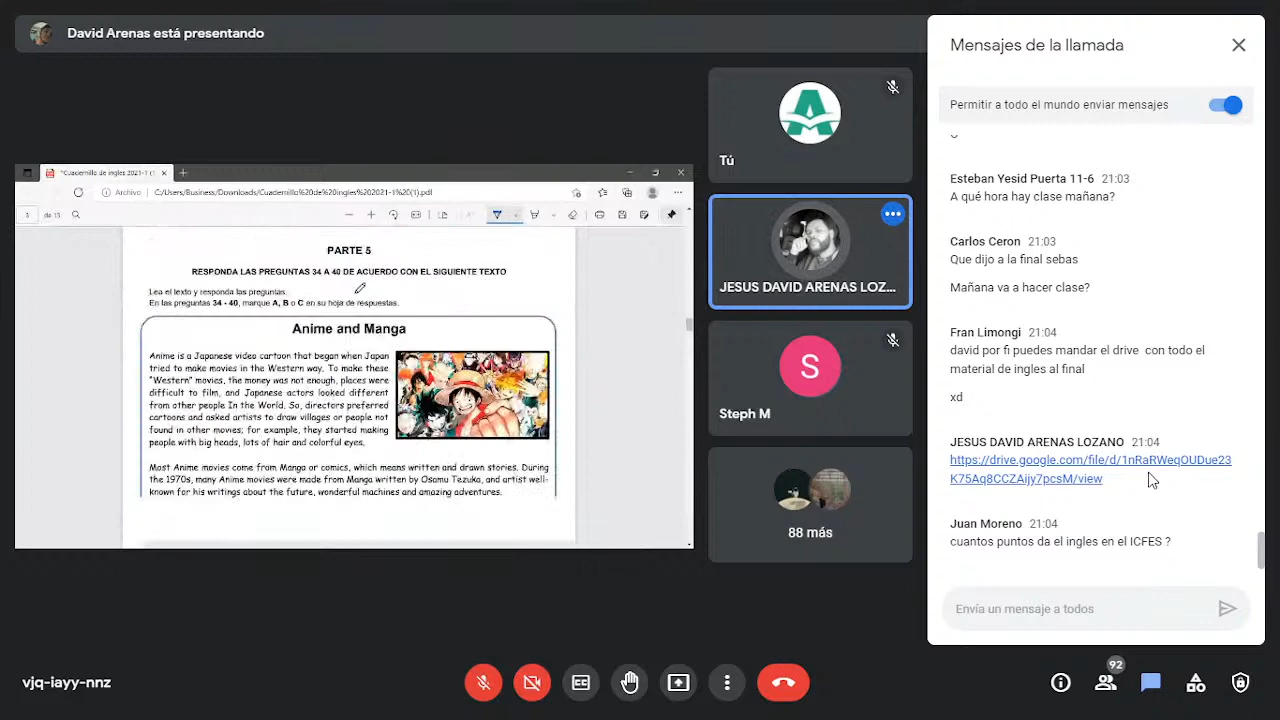 David Arenas está presentando
*Cuadernillo de ingles 2021-1 (1
Archivo
C:/Users/Business/Downloads/Cuadernillo%20de%20ingles%202021-1%20(1).pdf
de 13
PARTE 5
RESPONDA LAS PREGUNTAS 34 A 40 DE ACUERDO CON EL SIGUIENTE TEXTO
Lea el texto y responda las preguntas.
En las preguntas 34 - 40, marque A, B o C en su hoja de respuestas.
Anime and Manga
Anime is a Japanese video cartoon that began when Japan
tried to make movies in the Western way. To make these
"Western" movies, the money was not enough, places were
difficult to film, and Japanese actors looked different
from other people In the World. So, directors preferred
cartoons and asked artists to draw villages or people not
found in other movies; for example, they started making
people with big heads, lots of hair and colorful eyes.
Most Anime movies come from Manga or comics, which means written and drawn stories. During
the 1970s, many Anime movies were made from Manga written by Osamu Tezuka, and artist well-
known for his writings about the future, wonderful machines and amazing adventures.
Tú
JESUS DAVID ARENAS LOZ...
S
Steph M
88 más
Mensajes de la llamada
Permitir a todo el mundo enviar mensajes
Esteban Yesid Puerta 11-6 21:03
A qué hora hay clase mañana?
Carlos Ceron 21:03
Que dijo a la final sebas
Mañana va a hacer clase?
Fran Limongi 21:04
david por fi puedes mandar el drive con todo el
material de ingles al final
xd
JESUS DAVID ARENAS LOZANO 21:04
https://drive.google.com/file/d/1nRaRWeqOUDue23
K75Aq8CCZAijy7pcsM/view
Juan Moreno 21:04
cuantos puntos da el ingles en el ICFES ?
Envía un mensaje a todos
vjq-iayy-nnz
CC
92